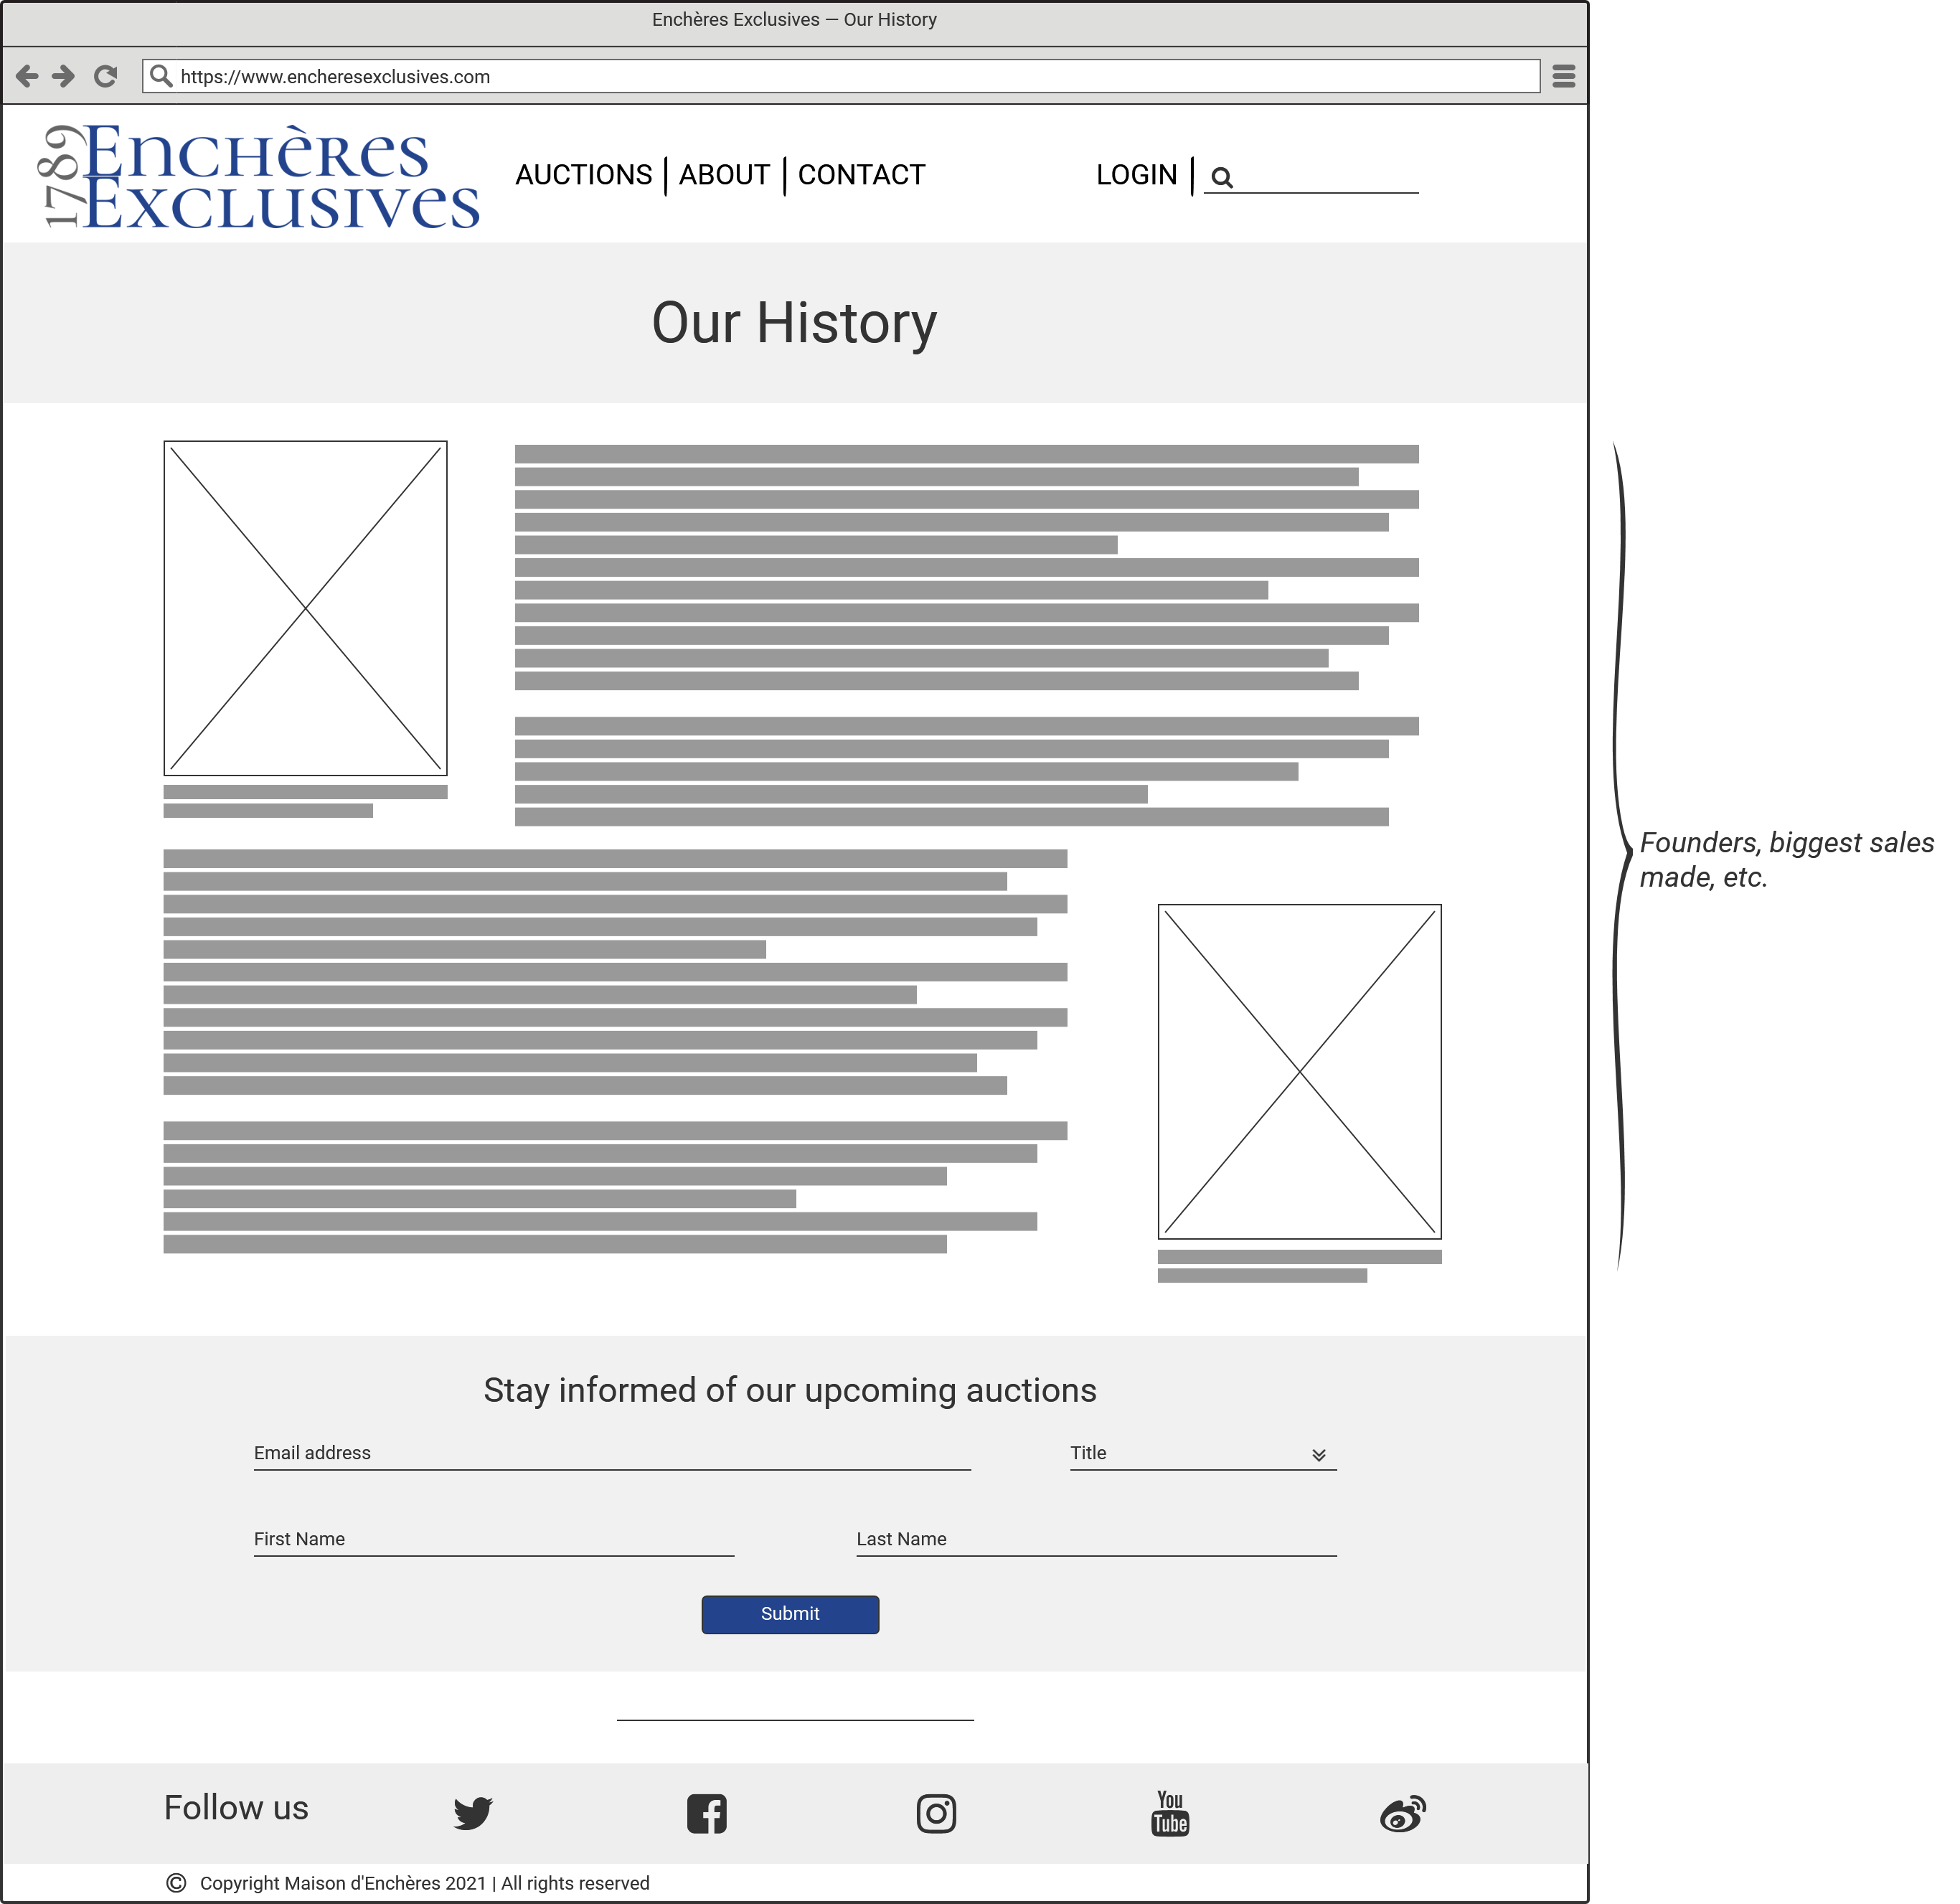 Enchères Exclusives — Our History
https://www.encheresexclusives.com
1789
Enchères
Exclusives
AUCTIONS | ABOUT | CONTACT
LOGIN |
Our History
Founders, biggest sales
made, etc.
Stay informed of our upcoming auctions
Email address
Title
First Name
Last Name
Submit
Follow us
You
Tube
© Copyright Maison d'Enchères 2021 | All rights reserved